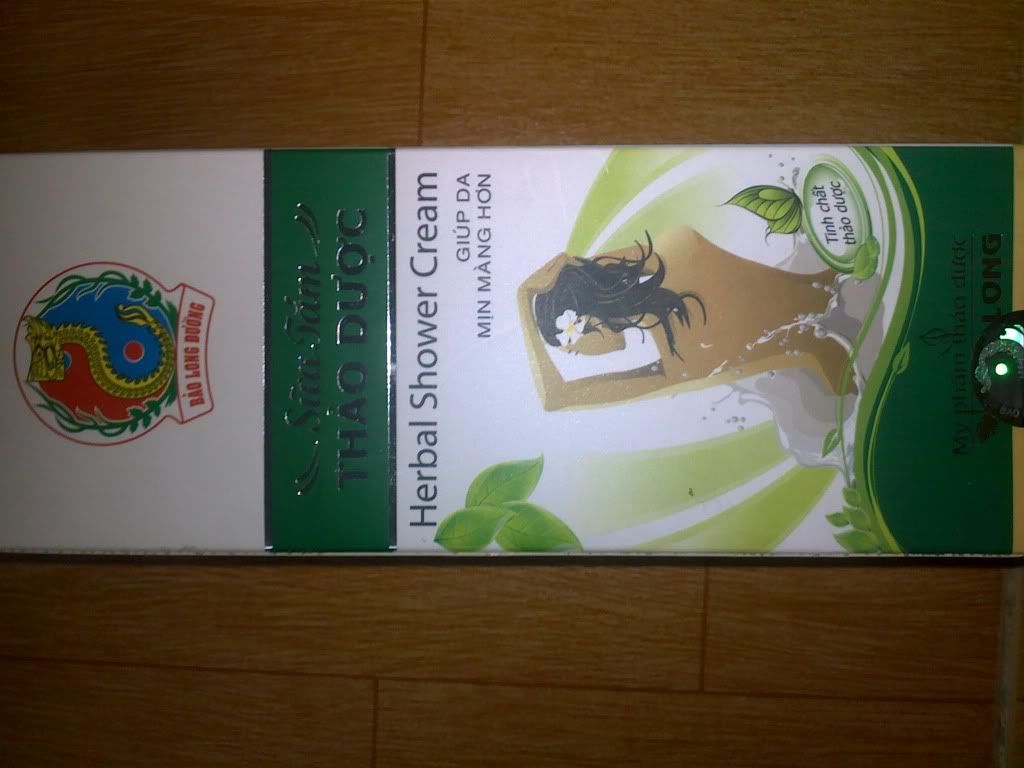 BẢO LONG ĐƯỜNG
Sữa Tắm
THẢO DƯỢC
Herbal Shower Cream
GIÚP DA
MỊN MÀNG HƠN
Tinh chất
thảo dược
Mỹ phẩm thảo dược
LONG
BẢO